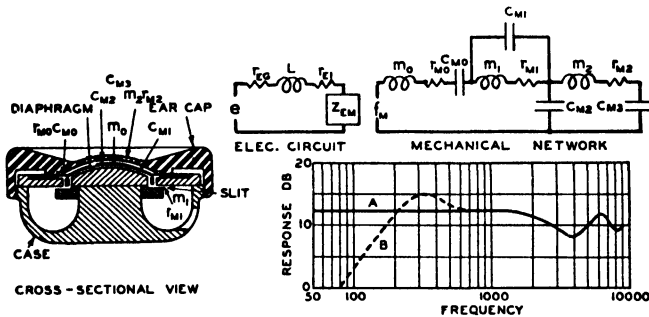 C_M3
C_M2 m_2 r_M2
DIAPHRAGM EAR CAP
r_M0 C_M0 m_0 C_M1
SLIT
m_1
r_M1
CASE
CROSS-SECTIONAL VIEW
r_EG L r_E1
e Z_EM
ELEC. CIRCUIT
C_M1
m_0 r_M0 C_M0 m_1 r_M1 m_2 r_M2
f_M C_M2 C_M3
MECHANICAL NETWORK
RESPONSE DB
20
10
0
A
B
50 100 1000 10000
FREQUENCY